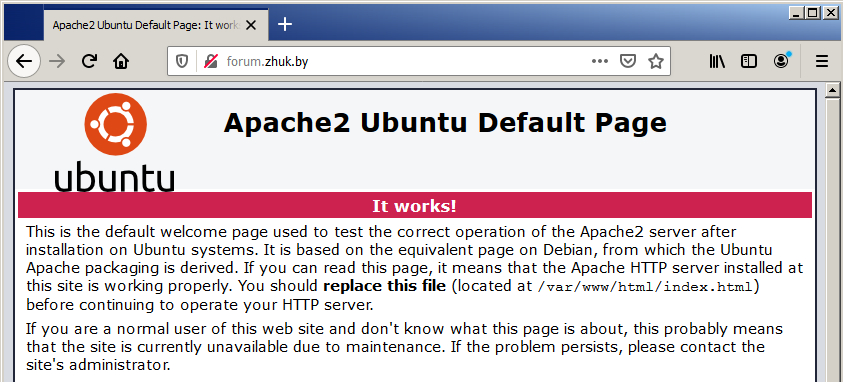 Apache2 Ubuntu Default Page: It works
forum.zhuk.by
ubuntu
Apache2 Ubuntu Default Page
It works!
This is the default welcome page used to test the correct operation of the Apache2 server after
installation on Ubuntu systems. It is based on the equivalent page on Debian, from which the Ubuntu
Apache packaging is derived. If you can read this page, it means that the Apache HTTP server installed at
this site is working properly. You should replace this file (located at /var/www/html/index.html)
before continuing to operate your HTTP server.
If you are a normal user of this web site and don't know what this page is about, this probably means
that the site is currently unavailable due to maintenance. If the problem persists, please contact the
site's administrator.